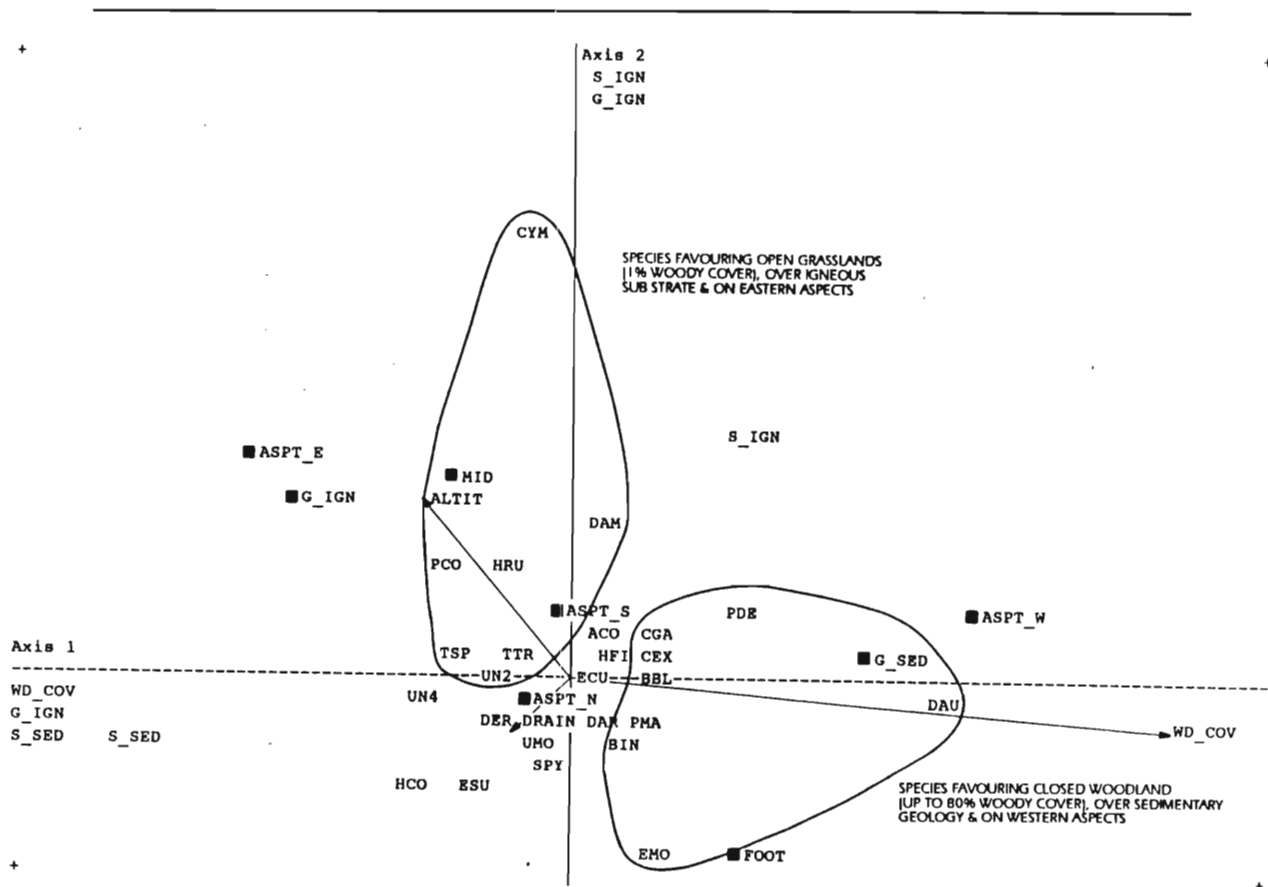 Axis 2
S_IGN
G_IGN
CYM
SPECIES FAVOURING OPEN GRASSLANDS
[1% WOODY COVER], OVER IGNEOUS
SUB STRATE & ON EASTERN ASPECTS
S_IGN
ASPT_E
MID
G_IGN
ALTIT
DAM
PCO HRU
ASPT_S
PDE
ASPT_W
ACO CGA
Axis 1
TSP TTR HFI CEX
G_SED
UN2 ECU BBL
WD_COV
UN4
ASPT_N
DAU
G_IGN
DER DRAIN DAR PMA
S_SED S_SED
UMO BIN
WD_COV
SPY
HCO ESU
SPECIES FAVOURING CLOSED WOODLAND
[UP TO 80% WOODY COVER], OVER SEDIMENTARY
GEOLOGY & ON WESTERN ASPECTS
EMO FOOT